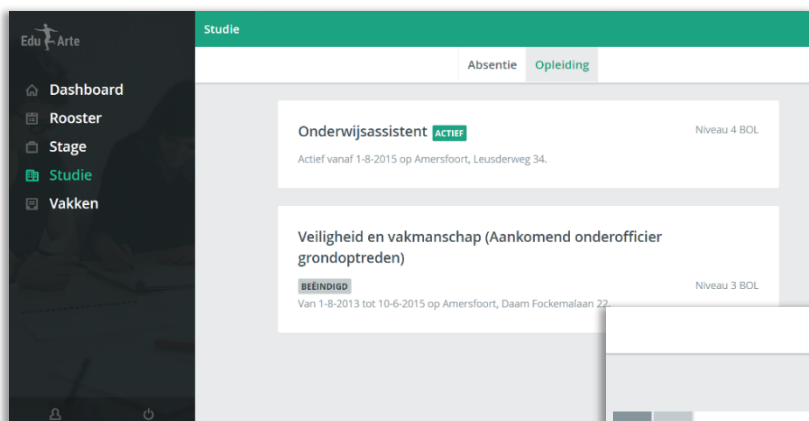 Edu Arte
Dashboard
Rooster
Stage
Studie
Vakken
Studie
Absentie Opleiding
Onderwijsassistent ACTIEF
Niveau 4 BOL
Actief vanaf 1-8-2015 op Amersfoort, Leusderweg 34.
Veiligheid en vakmanschap (Aankomend onderofficier
grondoptreden)
BEËINDIGD
Niveau 3 BOL
Van 1-8-2013 tot 10-6-2015 op Amersfoort, Daam Fockemalaan 22.